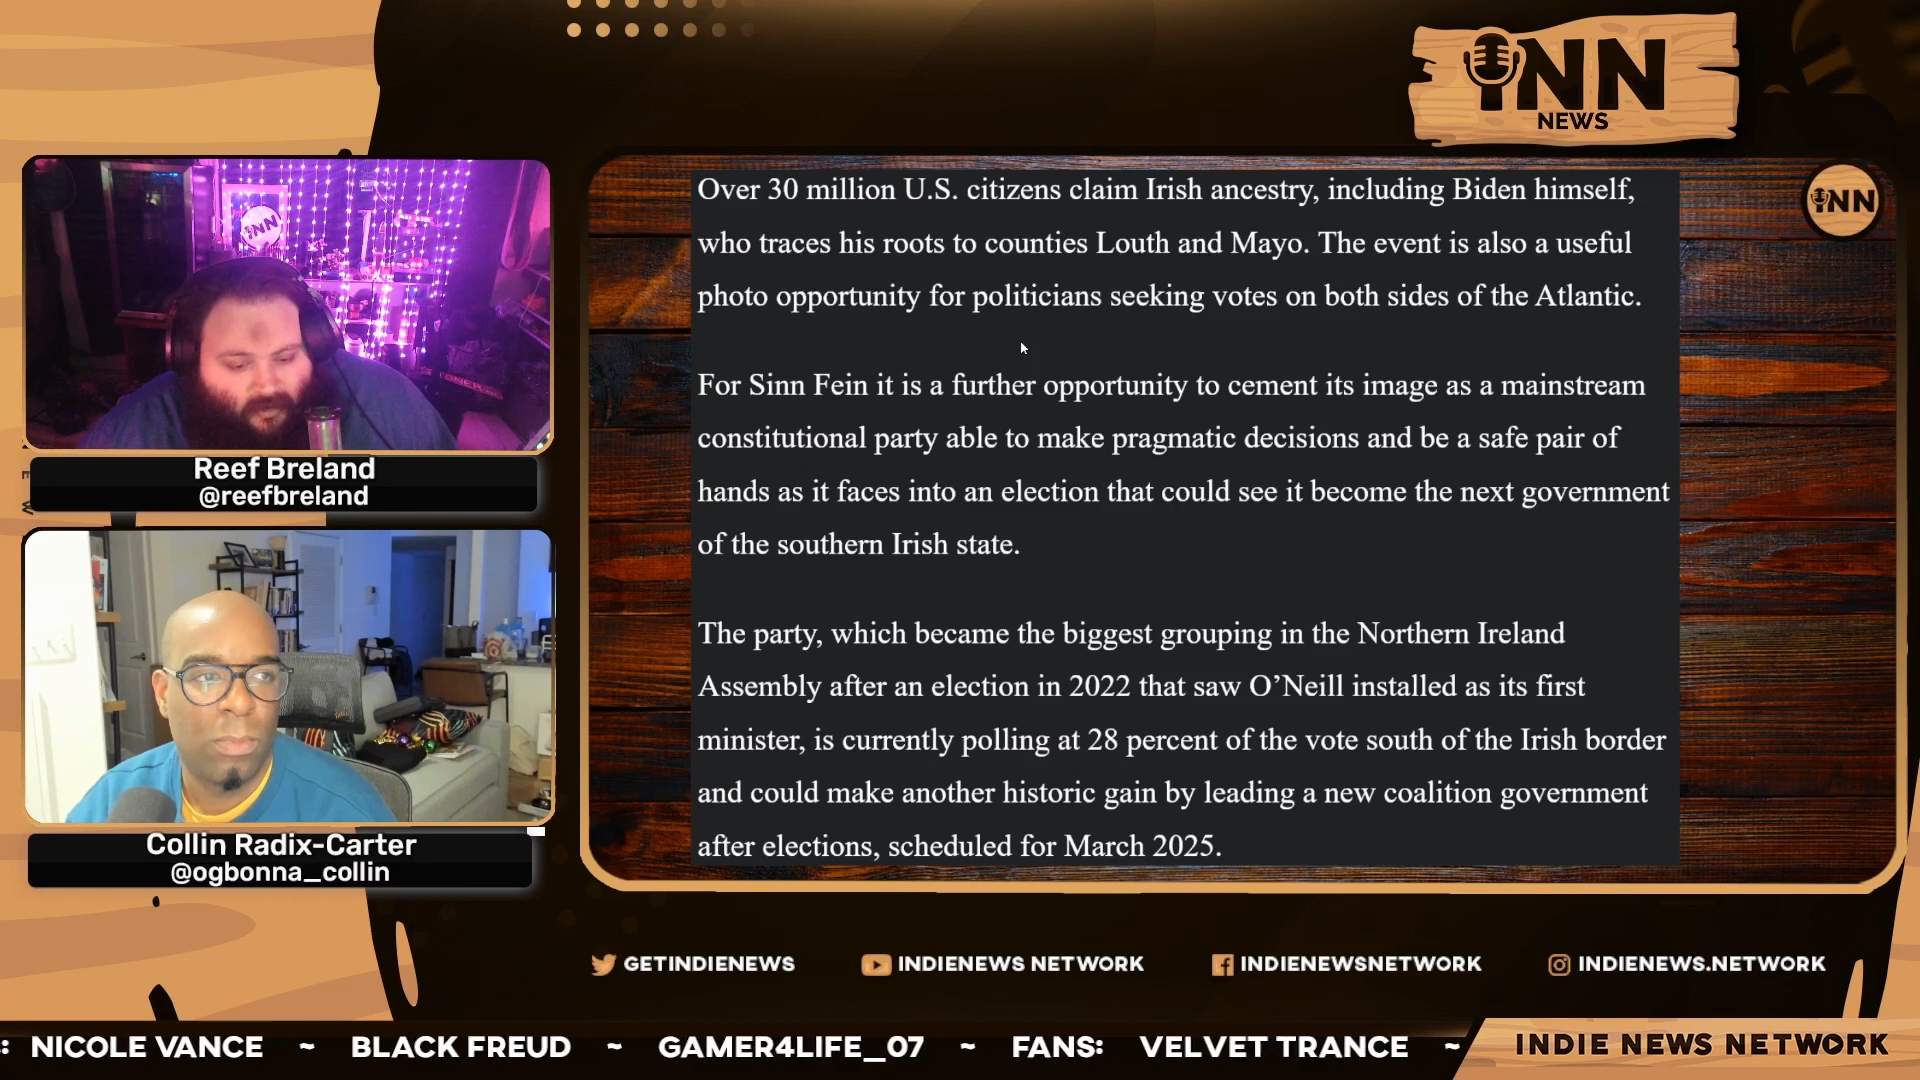 iNN
NEWS
iNN
iNN
Over 30 million U.S. citizens claim Irish ancestry, including Biden himself,
who traces his roots to counties Louth and Mayo. The event is also a useful
photo opportunity for politicians seeking votes on both sides of the Atlantic.
For Sinn Fein it is a further opportunity to cement its image as a mainstream
constitutional party able to make pragmatic decisions and be a safe pair of
hands as it faces into an election that could see it become the next government
of the southern Irish state.
The party, which became the biggest grouping in the Northern Ireland
Assembly after an election in 2022 that saw O’Neill installed as its first
minister, is currently polling at 28 percent of the vote south of the Irish border
and could make another historic gain by leading a new coalition government
after elections, scheduled for March 2025.
Reef Breland
@reefbreland
Collin Radix-Carter
@ogbonna_collin
GETINDIENEWS
INDIENEWS NETWORK
INDIENEWSNETWORK
INDIENEWS.NETWORK
: NICOLE VANCE ~ BLACK FREUD ~ GAMER4LIFE_07 ~ FANS: VELVET TRANCE ~
INDIE NEWS NETWORK